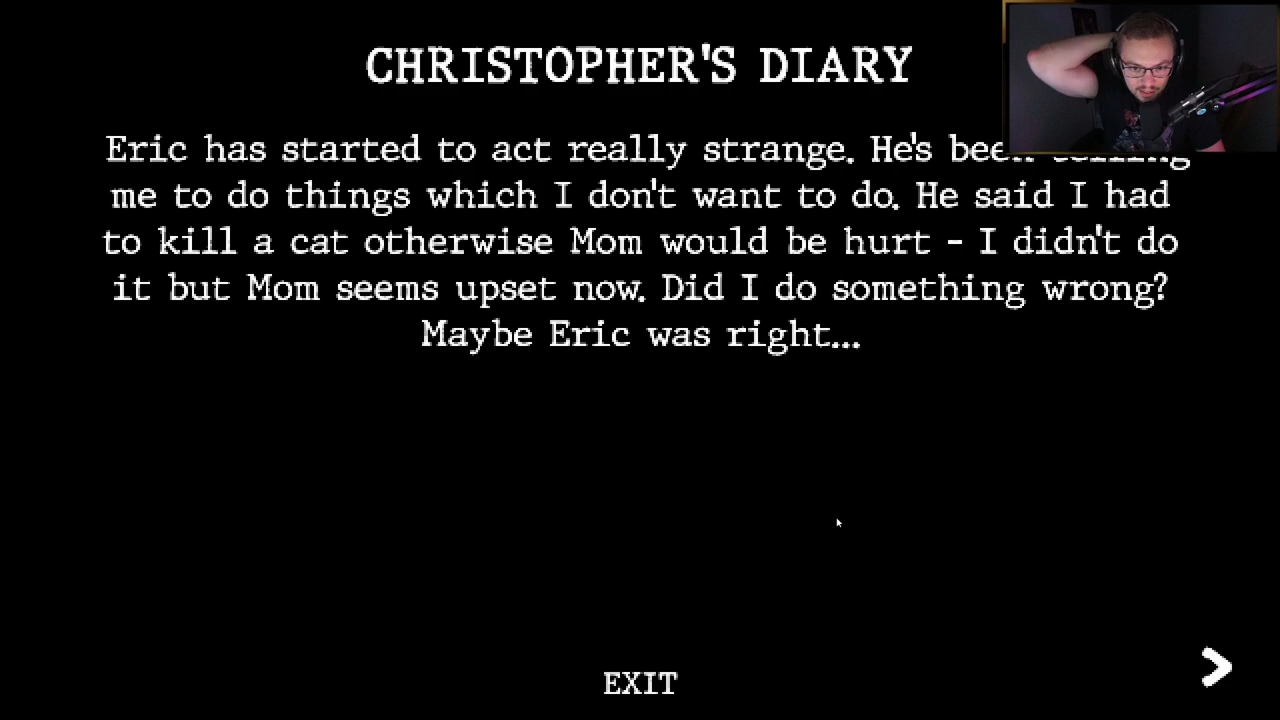 CHRISTOPHER'S DIARY
Eric has started to act really strange. He's been telling
me to do things which I don't want to do. He said I had
to kill a cat otherwise Mom would be hurt - I didn't do
it but Mom seems upset now. Did I do something wrong?
Maybe Eric was right...
EXIT